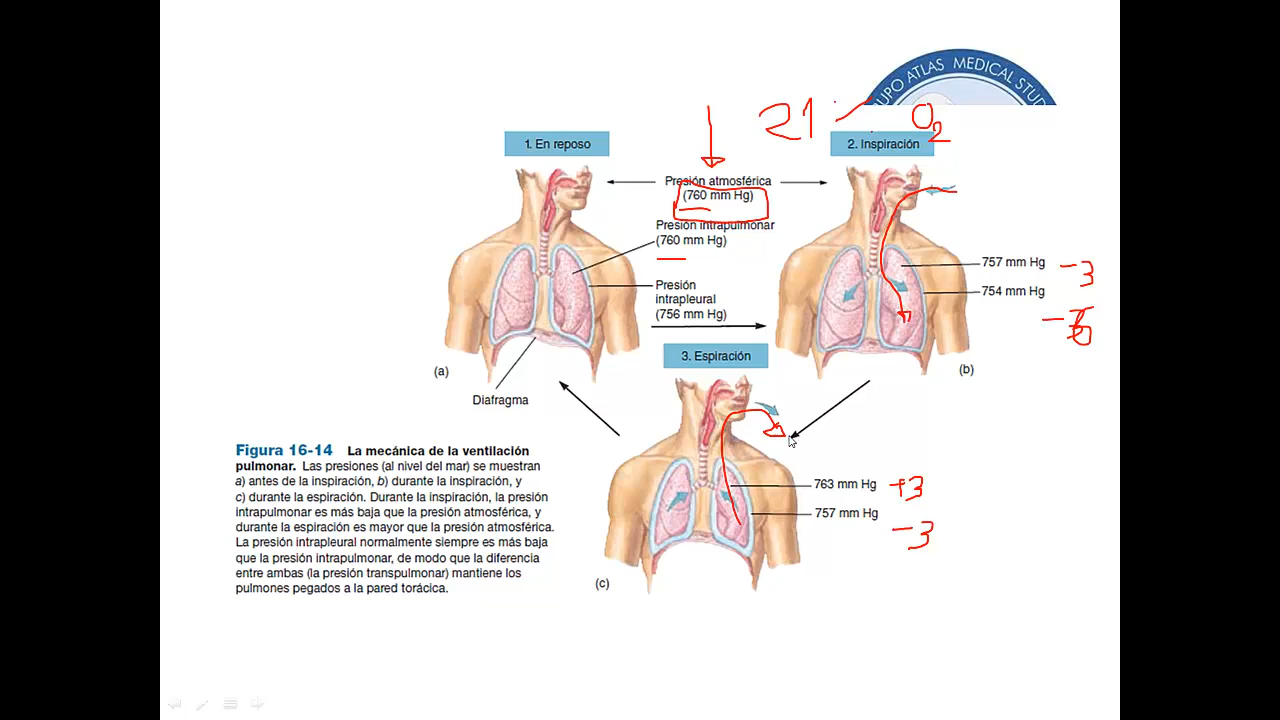 GRUPO ATLAS MEDICAL STUD
21 O2
1. En reposo
2. Inspiración
Presión atmosférica
(760 mm Hg)
Presión intrapulmonar
(760 mm Hg)
Presión
intrapleural
(756 mm Hg)
757 mm Hg -3
754 mm Hg
-6
(a)
(b)
Diafragma
3. Espiración
763 mm Hg +3
757 mm Hg
-3
(c)
Figura 16-14 La mecánica de la ventilación
pulmonar. Las presiones (al nivel del mar) se muestran
a) antes de la inspiración, b) durante la inspiración, y
c) durante la espiración. Durante la inspiración, la presión
intrapulmonar es más baja que la presión atmosférica, y
durante la espiración es mayor que la presión atmosférica.
La presión intrapleural normalmente siempre es más baja
que la presión intrapulmonar, de modo que la diferencia
entre ambas (la presión transpulmonar) mantiene los
pulmones pegados a la pared torácica.